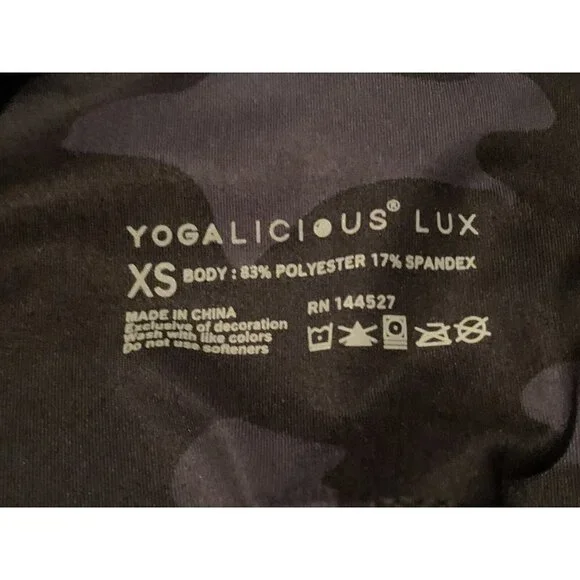 YOGALICIOUS® LUX
XS BODY : 83% POLYESTER 17% SPANDEX
MADE IN CHINA
Exclusive of decoration
Wash with like colors
Do not use softeners
RN 144527